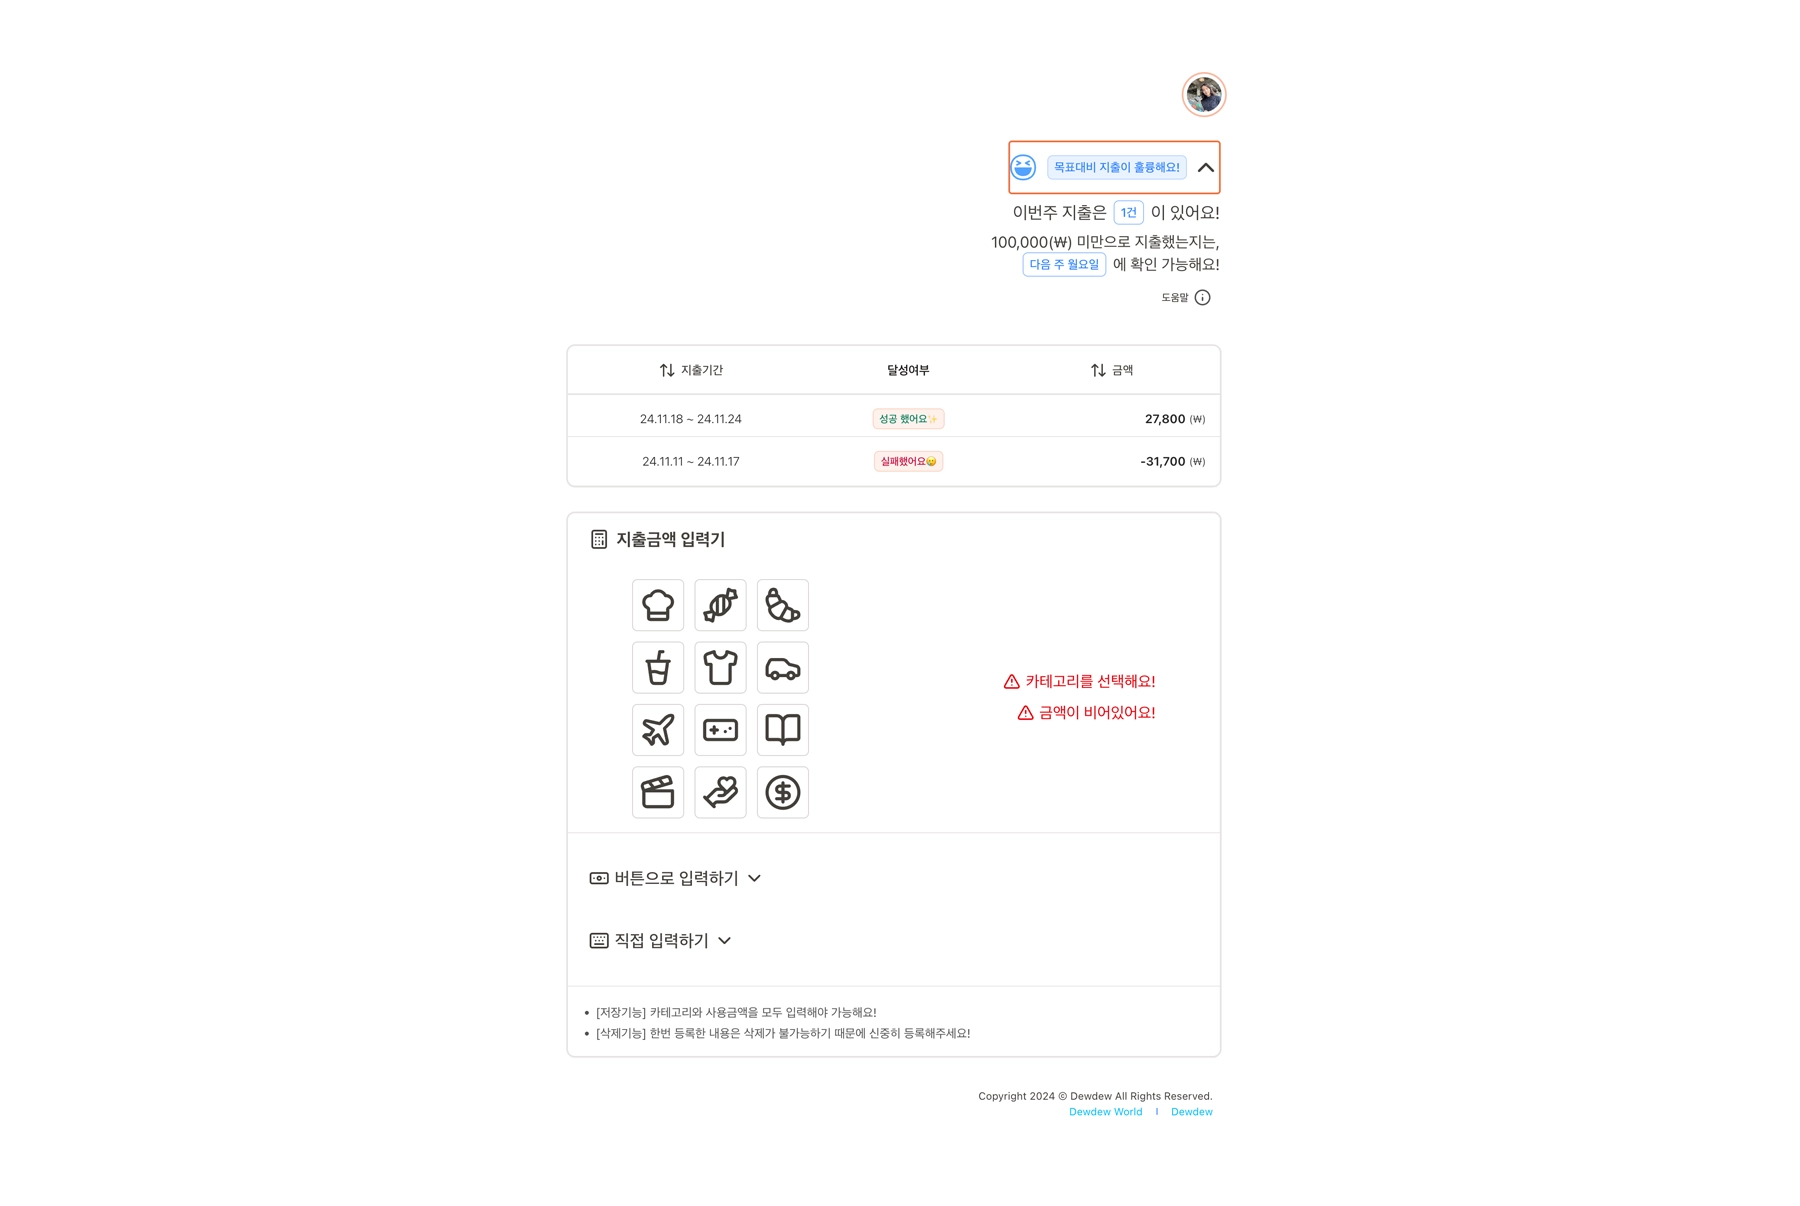 목표대비 지출이 훌륭해요!
이번주 지출은 1건 이 있어요!
100,000(₩) 미만으로 지출했는지는,
다음 주 월요일 에 확인 가능해요!
도움말
지출기간 달성여부 금액
24.11.18 ~ 24.11.24 성공 했어요✨ 27,800 (₩)
24.11.11 ~ 24.11.17 실패했어요 -31,700 (₩)
지출금액 입력기
카테고리를 선택해요!
금액이 비어있어요!
버튼으로 입력하기
직접 입력하기
• [저장기능] 카테고리와 사용금액을 모두 입력해야 가능해요!
• [삭제기능] 한번 등록한 내용은 삭제가 불가능하기 때문에 신중히 등록해주세요!
Copyright 2024 © Dewdew All Rights Reserved.
Dewdew World | Dewdew